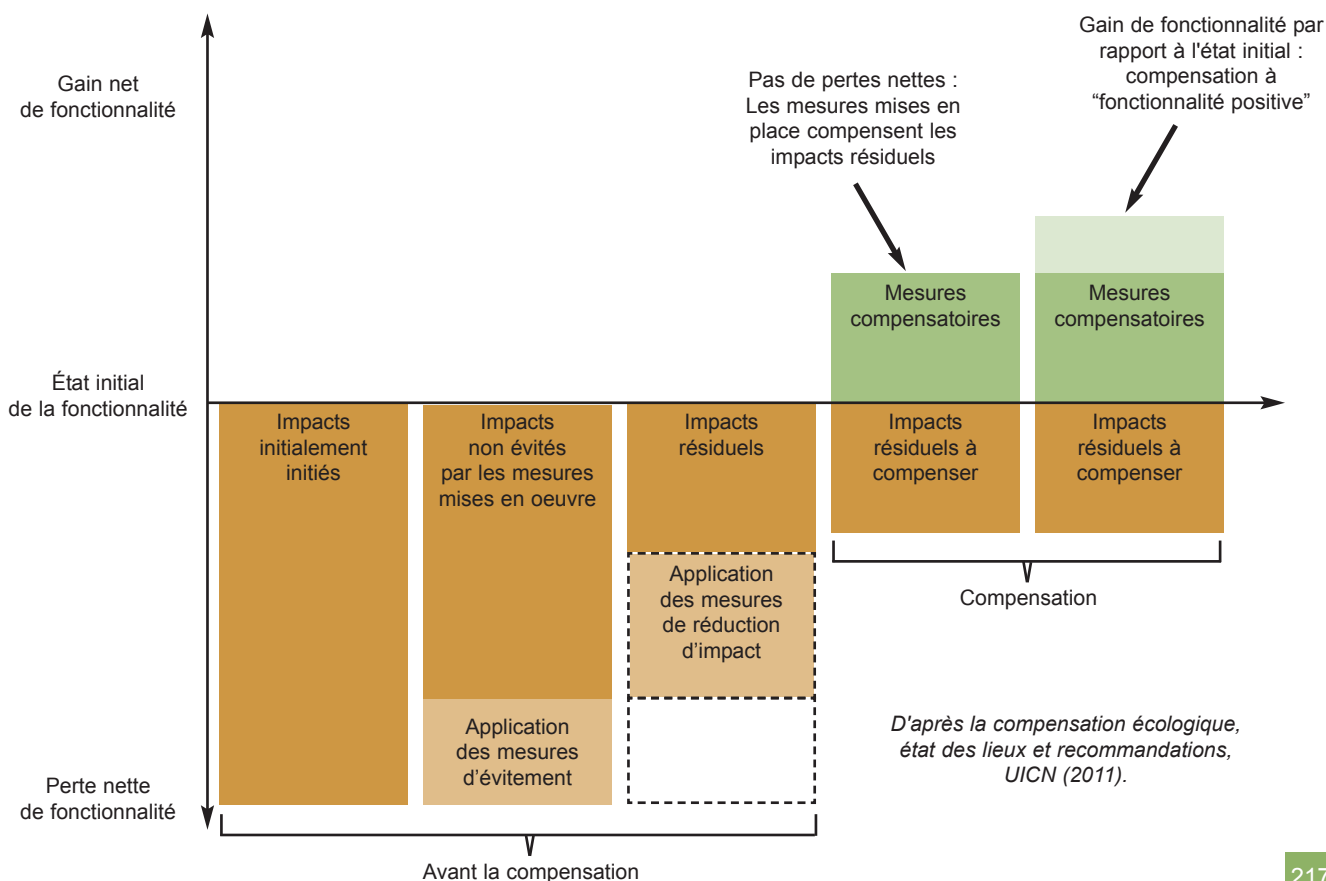 Gain net
de fonctionnalité
Pas de pertes nettes :
Les mesures mises en
place compensent les
impacts résiduels
Gain de fonctionnalité par
rapport à l'état initial :
compensation à
“fonctionnalité positive”
Mesures
compensatoires
Mesures
compensatoires
État initial
de la fonctionnalité
Impacts
initialement
initiés
Impacts
non évités
par les mesures
mises en oeuvre
Impacts
résiduels
Impacts
résiduels à
compenser
Impacts
résiduels à
compenser
Application
des mesures
de réduction
d’impact
Compensation
Application
des mesures
d’évitement
D'après la compensation écologique,
état des lieux et recommandations,
UICN (2011).
Perte nette
de fonctionnalité
Avant la compensation
217